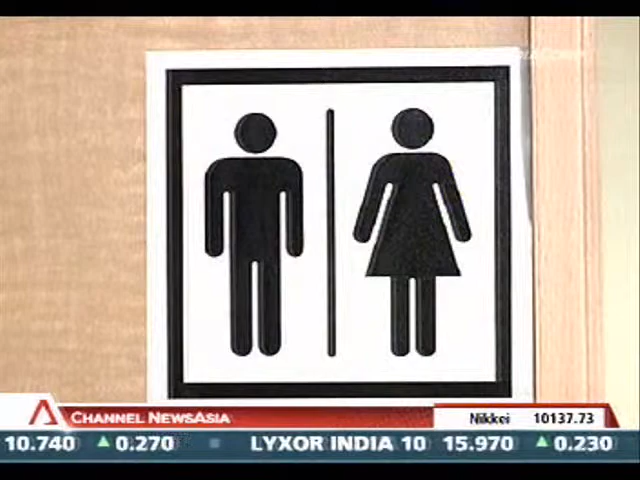 CHANNEL NEWSASIA
Nikkei 10137.73
10.740 ▲ 0.270 ■ LYXOR INDIA 10 15.970 ▲ 0.230